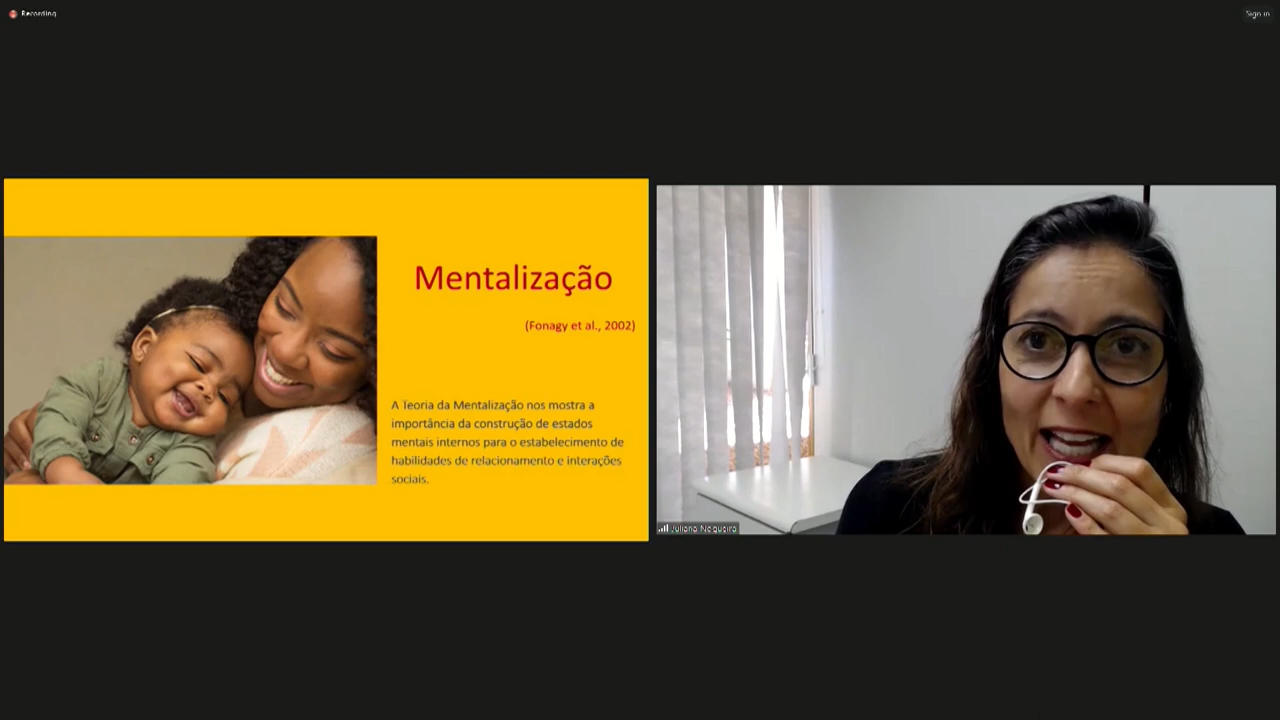 Recording
Sign in
Mentalização
(Fonagy et al., 2002)
A Teoria da Mentalização nos mostra a
importância da construção de estados
mentais internos para o estabelecimento de
habilidades de relacionamento e interações
sociais.
Juliana Nogueira